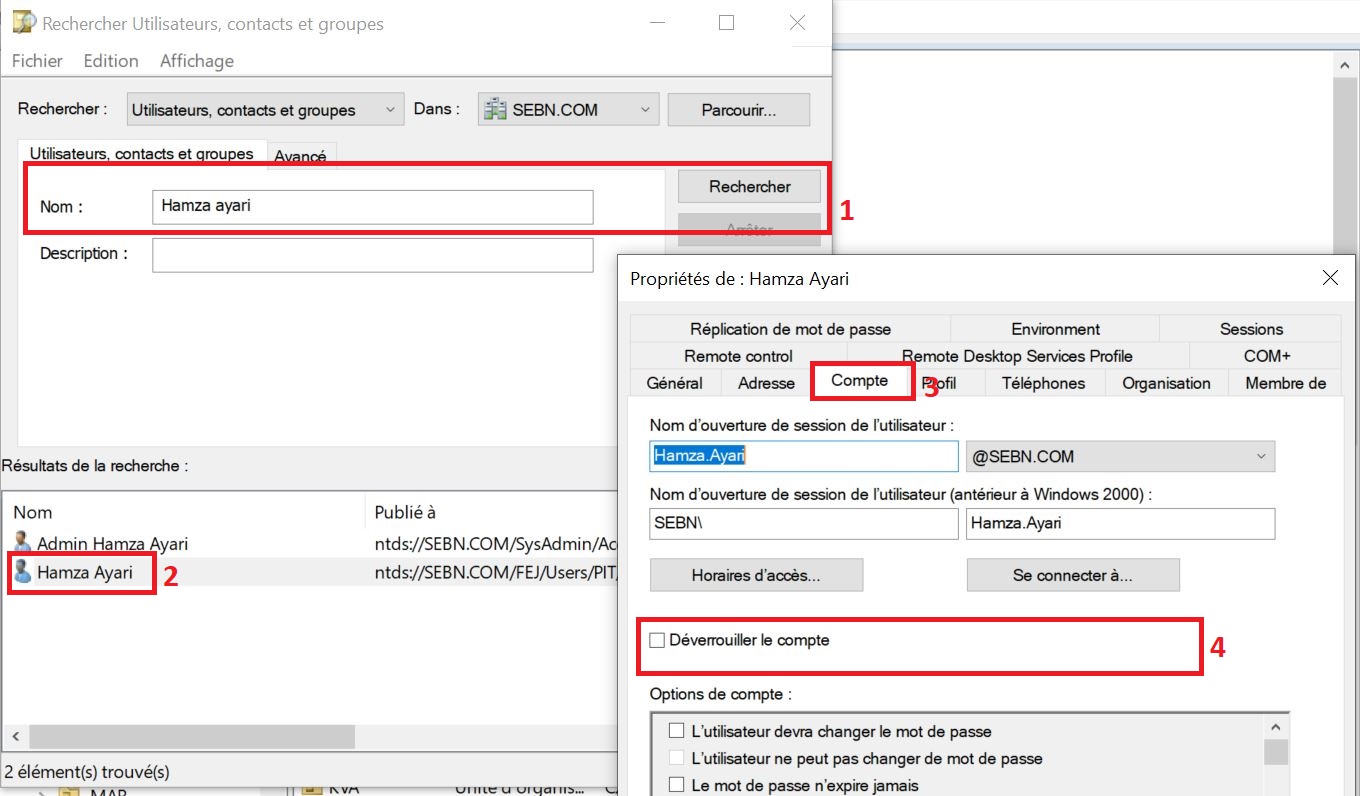 Rechercher Utilisateurs, contacts et groupes
Fichier Edition Affichage
Rechercher : Utilisateurs, contacts et groupes Dans : SEBN.COM Parcourir...
Utilisateurs, contacts et groupes Avancé
Nom : Hamza ayari Rechercher
1
Arrêter
Description :
Résultats de la recherche :
Nom Publié à
Admin Hamza Ayari ntds://SEBN.COM/SysAdmin/Acc
Hamza Ayari ntds://SEBN.COM/FEJ/Users/PIT/
2
2 élément(s) trouvé(s)
MAR KVA Unité d'organis...
Propriétés de : Hamza Ayari
Réplication de mot de passe Environment Sessions
Remote control Remote Desktop Services Profile COM+
Général Adresse Compte Profil Téléphones Organisation Membre de
3
Nom d'ouverture de session de l'utilisateur :
Hamza.Ayari @SEBN.COM
Nom d'ouverture de session de l'utilisateur (antérieur à Windows 2000) :
SEBN\ Hamza.Ayari
Horaires d'accès... Se connecter à...
Déverrouiller le compte
4
Options de compte :
L'utilisateur devra changer le mot de passe
L'utilisateur ne peut pas changer de mot de passe
Le mot de passe n'expire jamais